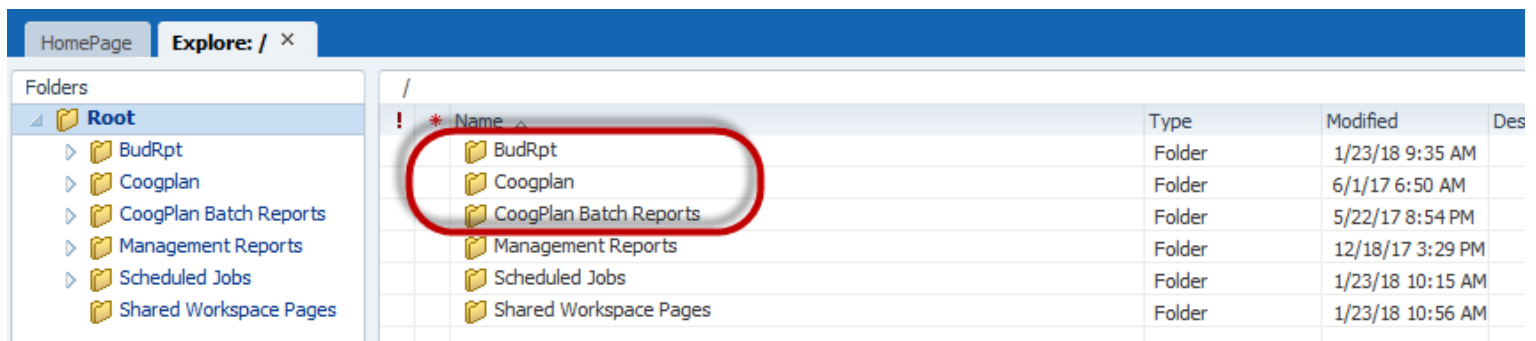 HomePage Explore: / ×
Folders /
Root ! * Name Type Modified Des
BudRpt BudRpt Folder 1/23/18 9:35 AM
Coogplan Coogplan Folder 6/1/17 6:50 AM
CoogPlan Batch Reports CoogPlan Batch Reports Folder 5/22/17 8:54 PM
Management Reports Management Reports Folder 12/18/17 3:29 PM
Scheduled Jobs Scheduled Jobs Folder 1/23/18 10:15 AM
Shared Workspace Pages Shared Workspace Pages Folder 1/23/18 10:56 AM